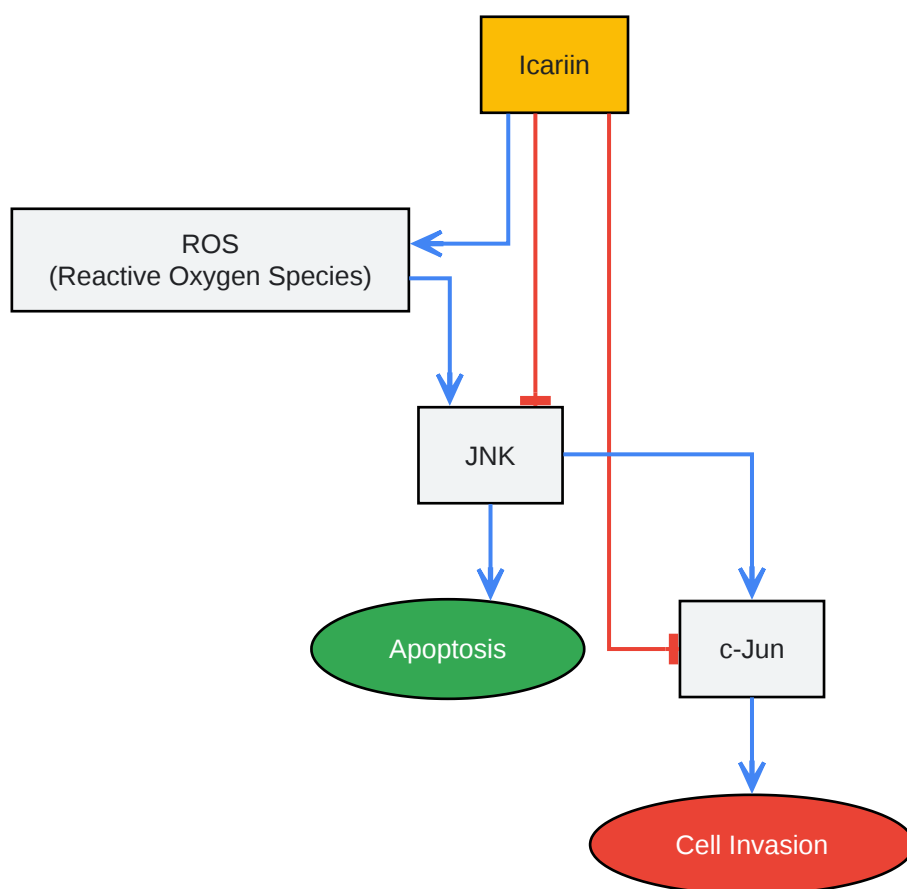 Icariin
ROS
(Reactive Oxygen Species)
JNK
Apoptosis
c-Jun
Cell Invasion